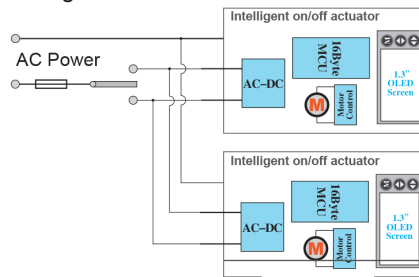 Intelligent on/off actuator
AC Power
16Byte
MCU
AC-DC
M
Motor
Control
1.3"
OLED
Screen
Intelligent on/off actuator
16Byte
MCU
AC-DC
M
Motor
Control
1.3"
OLED
Screen